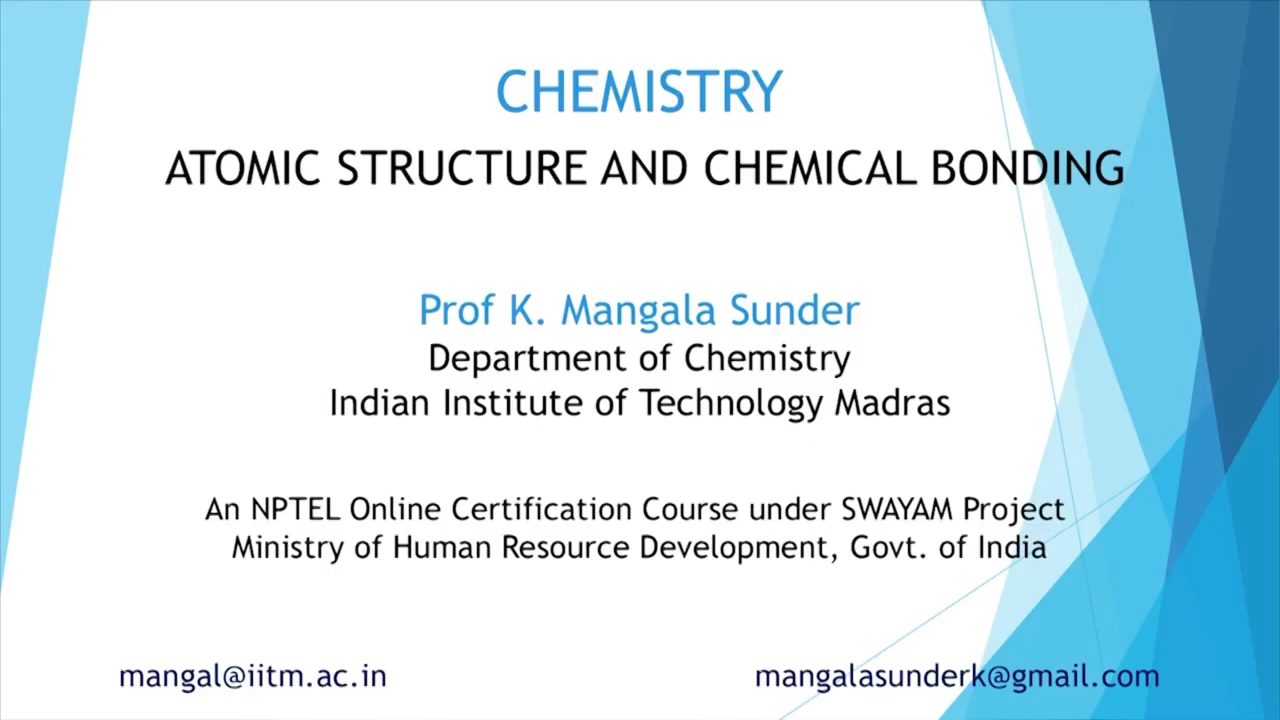 CHEMISTRY
ATOMIC STRUCTURE AND CHEMICAL BONDING
Prof K. Mangala Sunder
Department of Chemistry
Indian Institute of Technology Madras
An NPTEL Online Certification Course under SWAYAM Project
Ministry of Human Resource Development, Govt. of India
mangal@iitm.ac.in
mangalasunderk@gmail.com